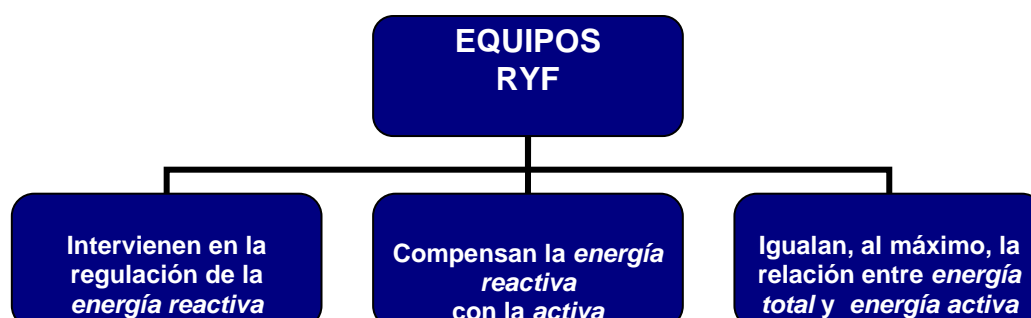 EQUIPOS
RYF
Intervienen en la
regulación de la
energía reactiva
Compensan la energía
reactiva
con la activa
Igualan, al máximo, la
relación entre energía
total y energía activa